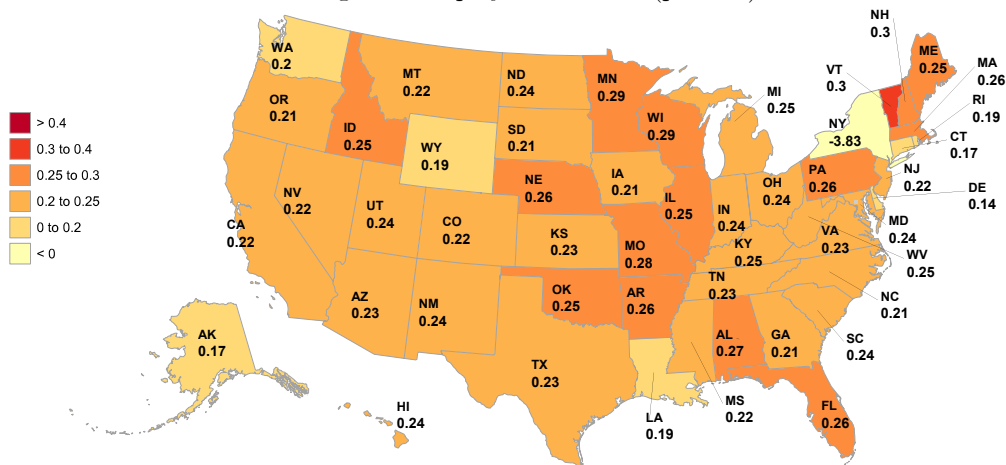 NH
0.3
ME
0.25
MA
0.26
RI
0.19
CT
0.17
VT
0.3
NY
-3.83
WA
0.2
MT
0.22
ND
0.24
MN
0.29
MI
0.25
OR
0.21
ID
0.25
WY
0.19
SD
0.21
WI
0.29
> 0.4
0.3 to 0.4
0.25 to 0.3
0.2 to 0.25
0 to 0.2
< 0
NV
0.22
UT
0.24
CO
0.22
NE
0.26
IA
0.21
IL
0.25
IN
0.24
OH
0.24
PA
0.26
NJ
0.22
DE
0.14
MD
0.24
CA
0.22
KS
0.23
MO
0.28
KY
0.25
VA
0.23
WV
0.25
AZ
0.23
NM
0.24
OK
0.25
AR
0.26
TN
0.23
NC
0.21
SC
0.24
AK
0.17
TX
0.23
AL
0.27
GA
0.21
HI
0.24
LA
0.19
MS
0.22
FL
0.26